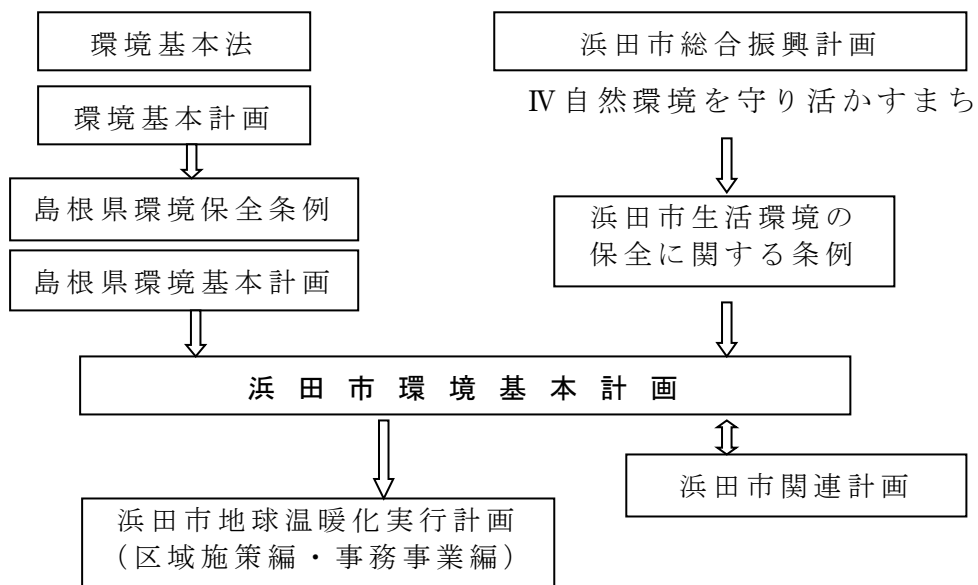 環境基本法
環境基本計画
島根県環境保全条例
島根県環境基本計画
浜田市総合振興計画
Ⅳ自然環境を守り活かすまち
浜田市生活環境の
保全に関する条例
浜田市環境基本計画
浜田市関連計画
浜田市地球温暖化実行計画
(区域施策編・事務事業編)